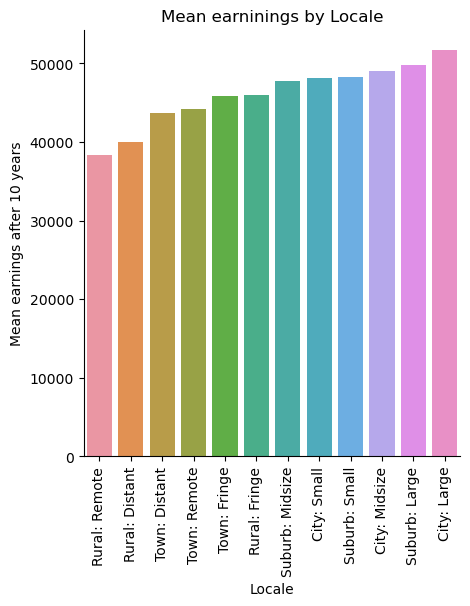 Mean earninings by Locale
Mean earnings after 10 years
50000
40000
30000
20000
10000
0
Rural: Remote
Rural: Distant
Town: Distant
Town: Remote
Town: Fringe
Rural: Fringe
Suburb: Midsize
City: Small
Suburb: Small
City: Midsize
Suburb: Large
City: Large
Locale